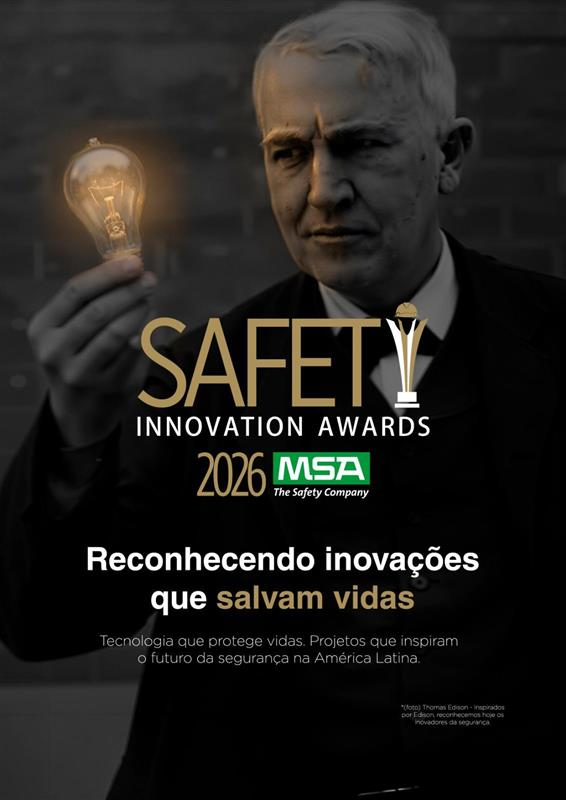 SAFETY
INNOVATION AWARDS
2026 MSA
The Safety Company
Reconhecendo inovações
que salvam vidas
Tecnologia que protege vidas. Projetos que inspiram
o futuro da segurança na América Latina.
*(foto) Thomas Edison - Inspirados
por Edison, reconhecemos hoje os
inovadores da segurança.